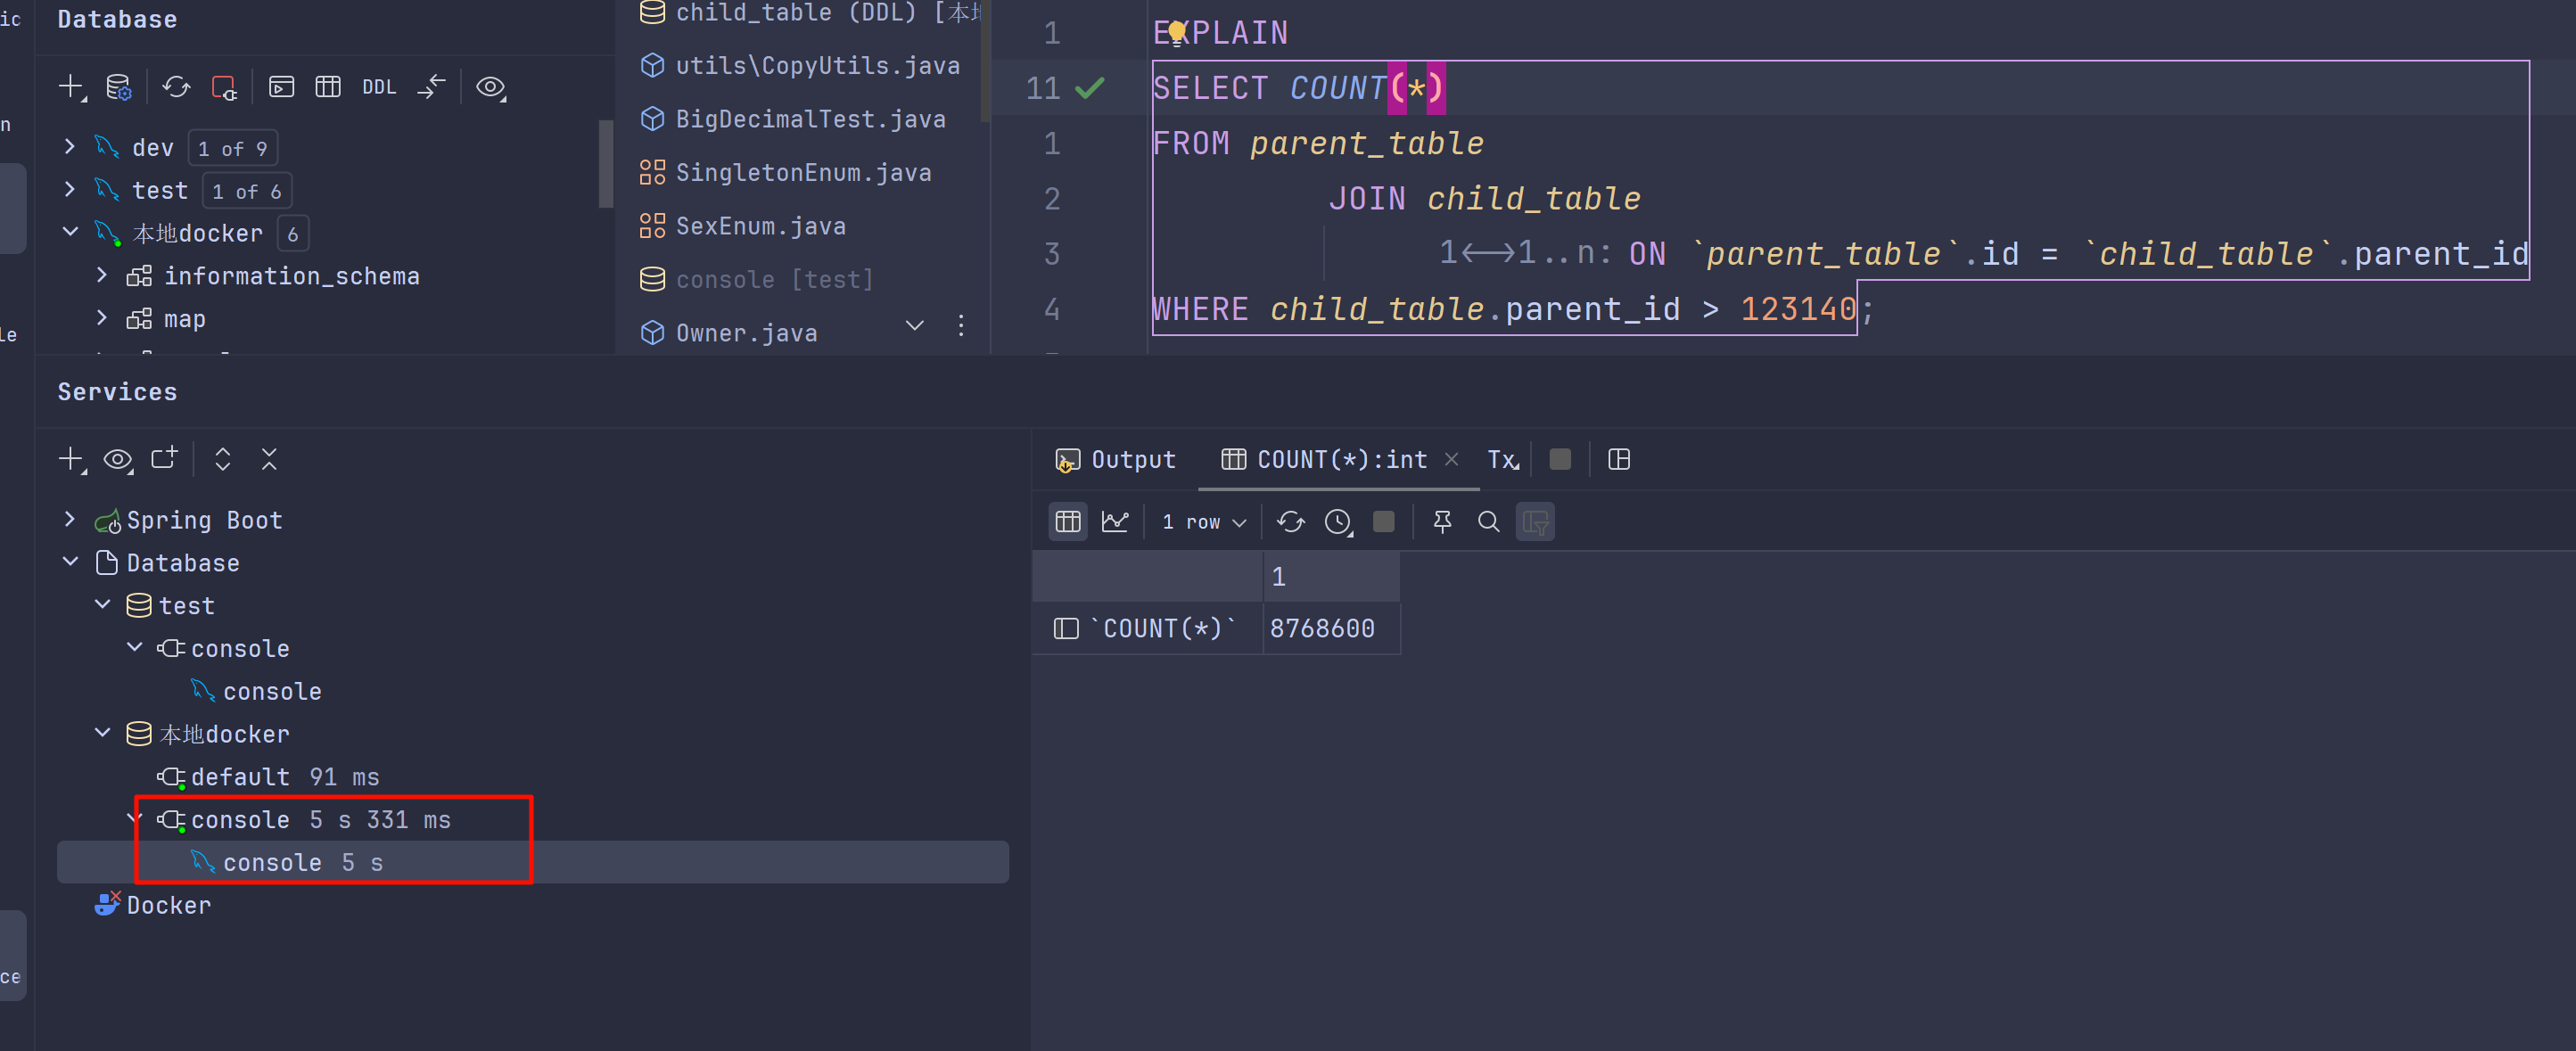 ic
n
le
ce
Database
DDL
dev 1 of 9
test 1 of 6
本地docker 6
information_schema
map
child_table (DDL) [本地
utils\CopyUtils.java
BigDecimalTest.java
SingletonEnum.java
SexEnum.java
console [test]
Owner.java
1 EXPLAIN
11 SELECT COUNT(*)
1 FROM parent_table
2 JOIN child_table
3 1<->1..n: ON `parent_table`.id = `child_table`.parent_id
4 WHERE child_table.parent_id > 123140;
Services
Spring Boot
Database
test
console
console
本地docker
default 91 ms
console 5 s 331 ms
console 5 s
Docker
Output COUNT(*):int × Tx
1 row
1
`COUNT(*)` 8768600